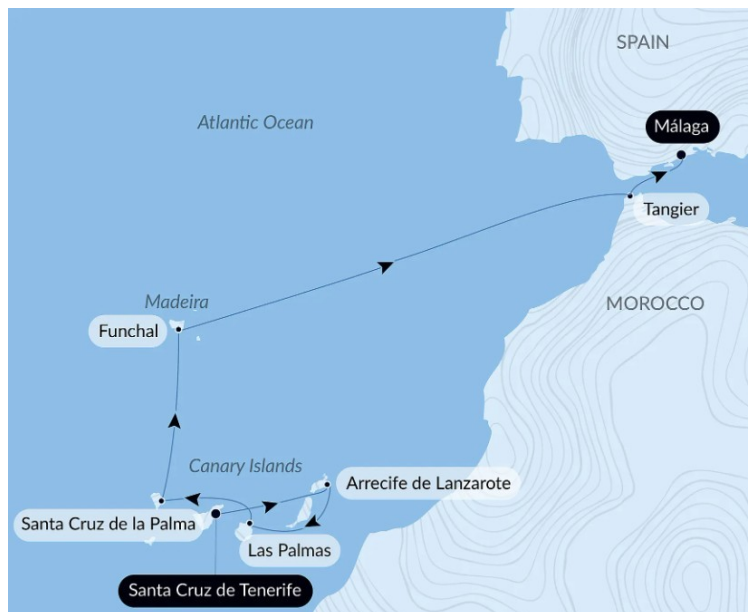 SPAIN
Atlantic Ocean
Málaga
Tangier
Madeira
MOROCCO
Funchal
Canary Islands
Arrecife de Lanzarote
Santa Cruz de la Palma
Las Palmas
Santa Cruz de Tenerife